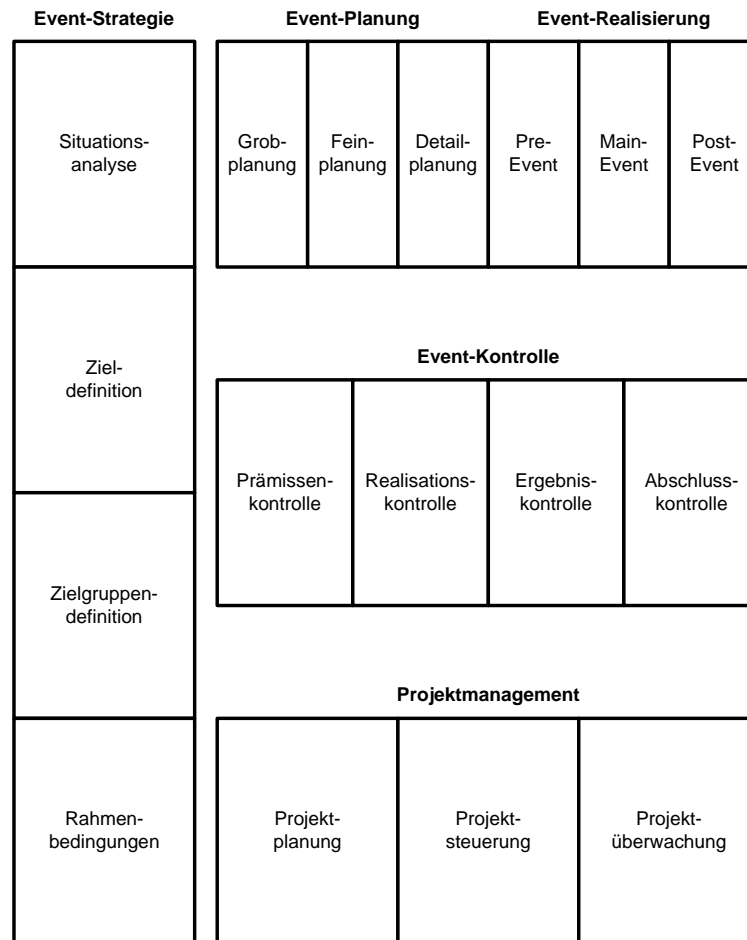 Event-Strategie
Event-Planung
Event-Realisierung
Situations-
analyse
Grob-
planung
Fein-
planung
Detail-
planung
Pre-
Event
Main-
Event
Post-
Event
Ziel-
definition
Event-Kontrolle
Prämissen-
kontrolle
Realisations-
kontrolle
Ergebnis-
kontrolle
Abschluss-
kontrolle
Zielgruppen-
definition
Projektmanagement
Rahmen-
bedingungen
Projekt-
planung
Projekt-
steuerung
Projekt-
überwachung